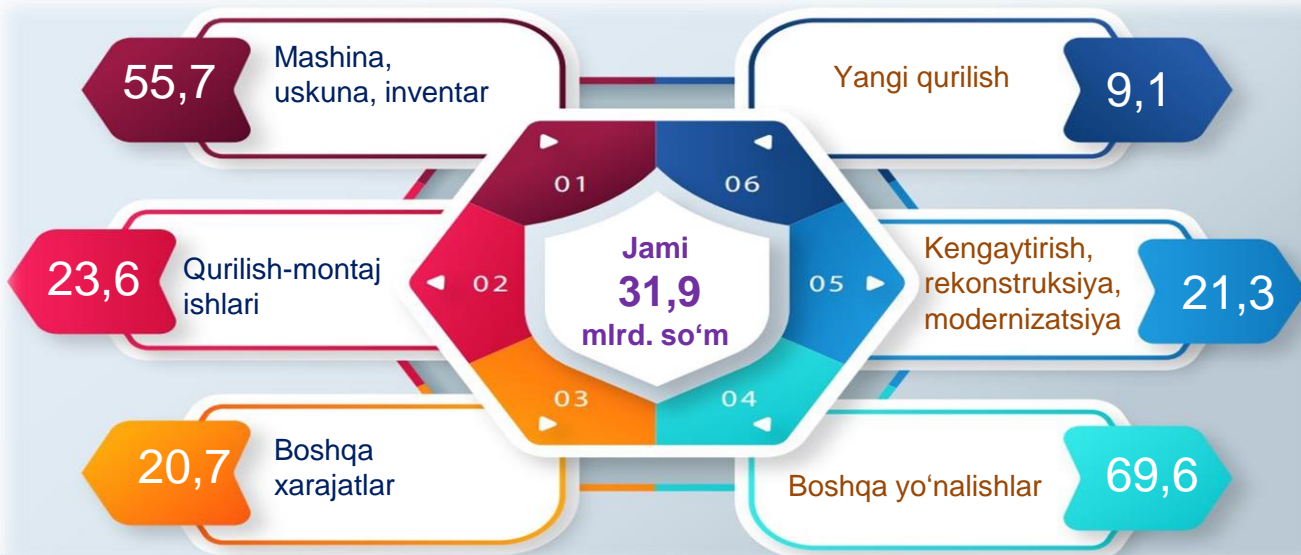 55,7
Mashina,
uskuna, inventar
Yangi qurilish
9,1
01
06
23,6
Qurilish-montaj
ishlari
02
Jami
31,9
mlrd. so‘m
05
Kengaytirish,
rekonstruksiya,
modernizatsiya
21,3
03
04
20,7
Boshqa
xarajatlar
Boshqa yo‘nalishlar
69,6